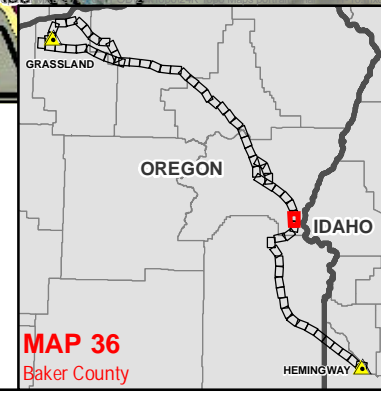 GRASSLAND
OREGON
IDAHO
MAP 36
Baker County
HEMINGWAY